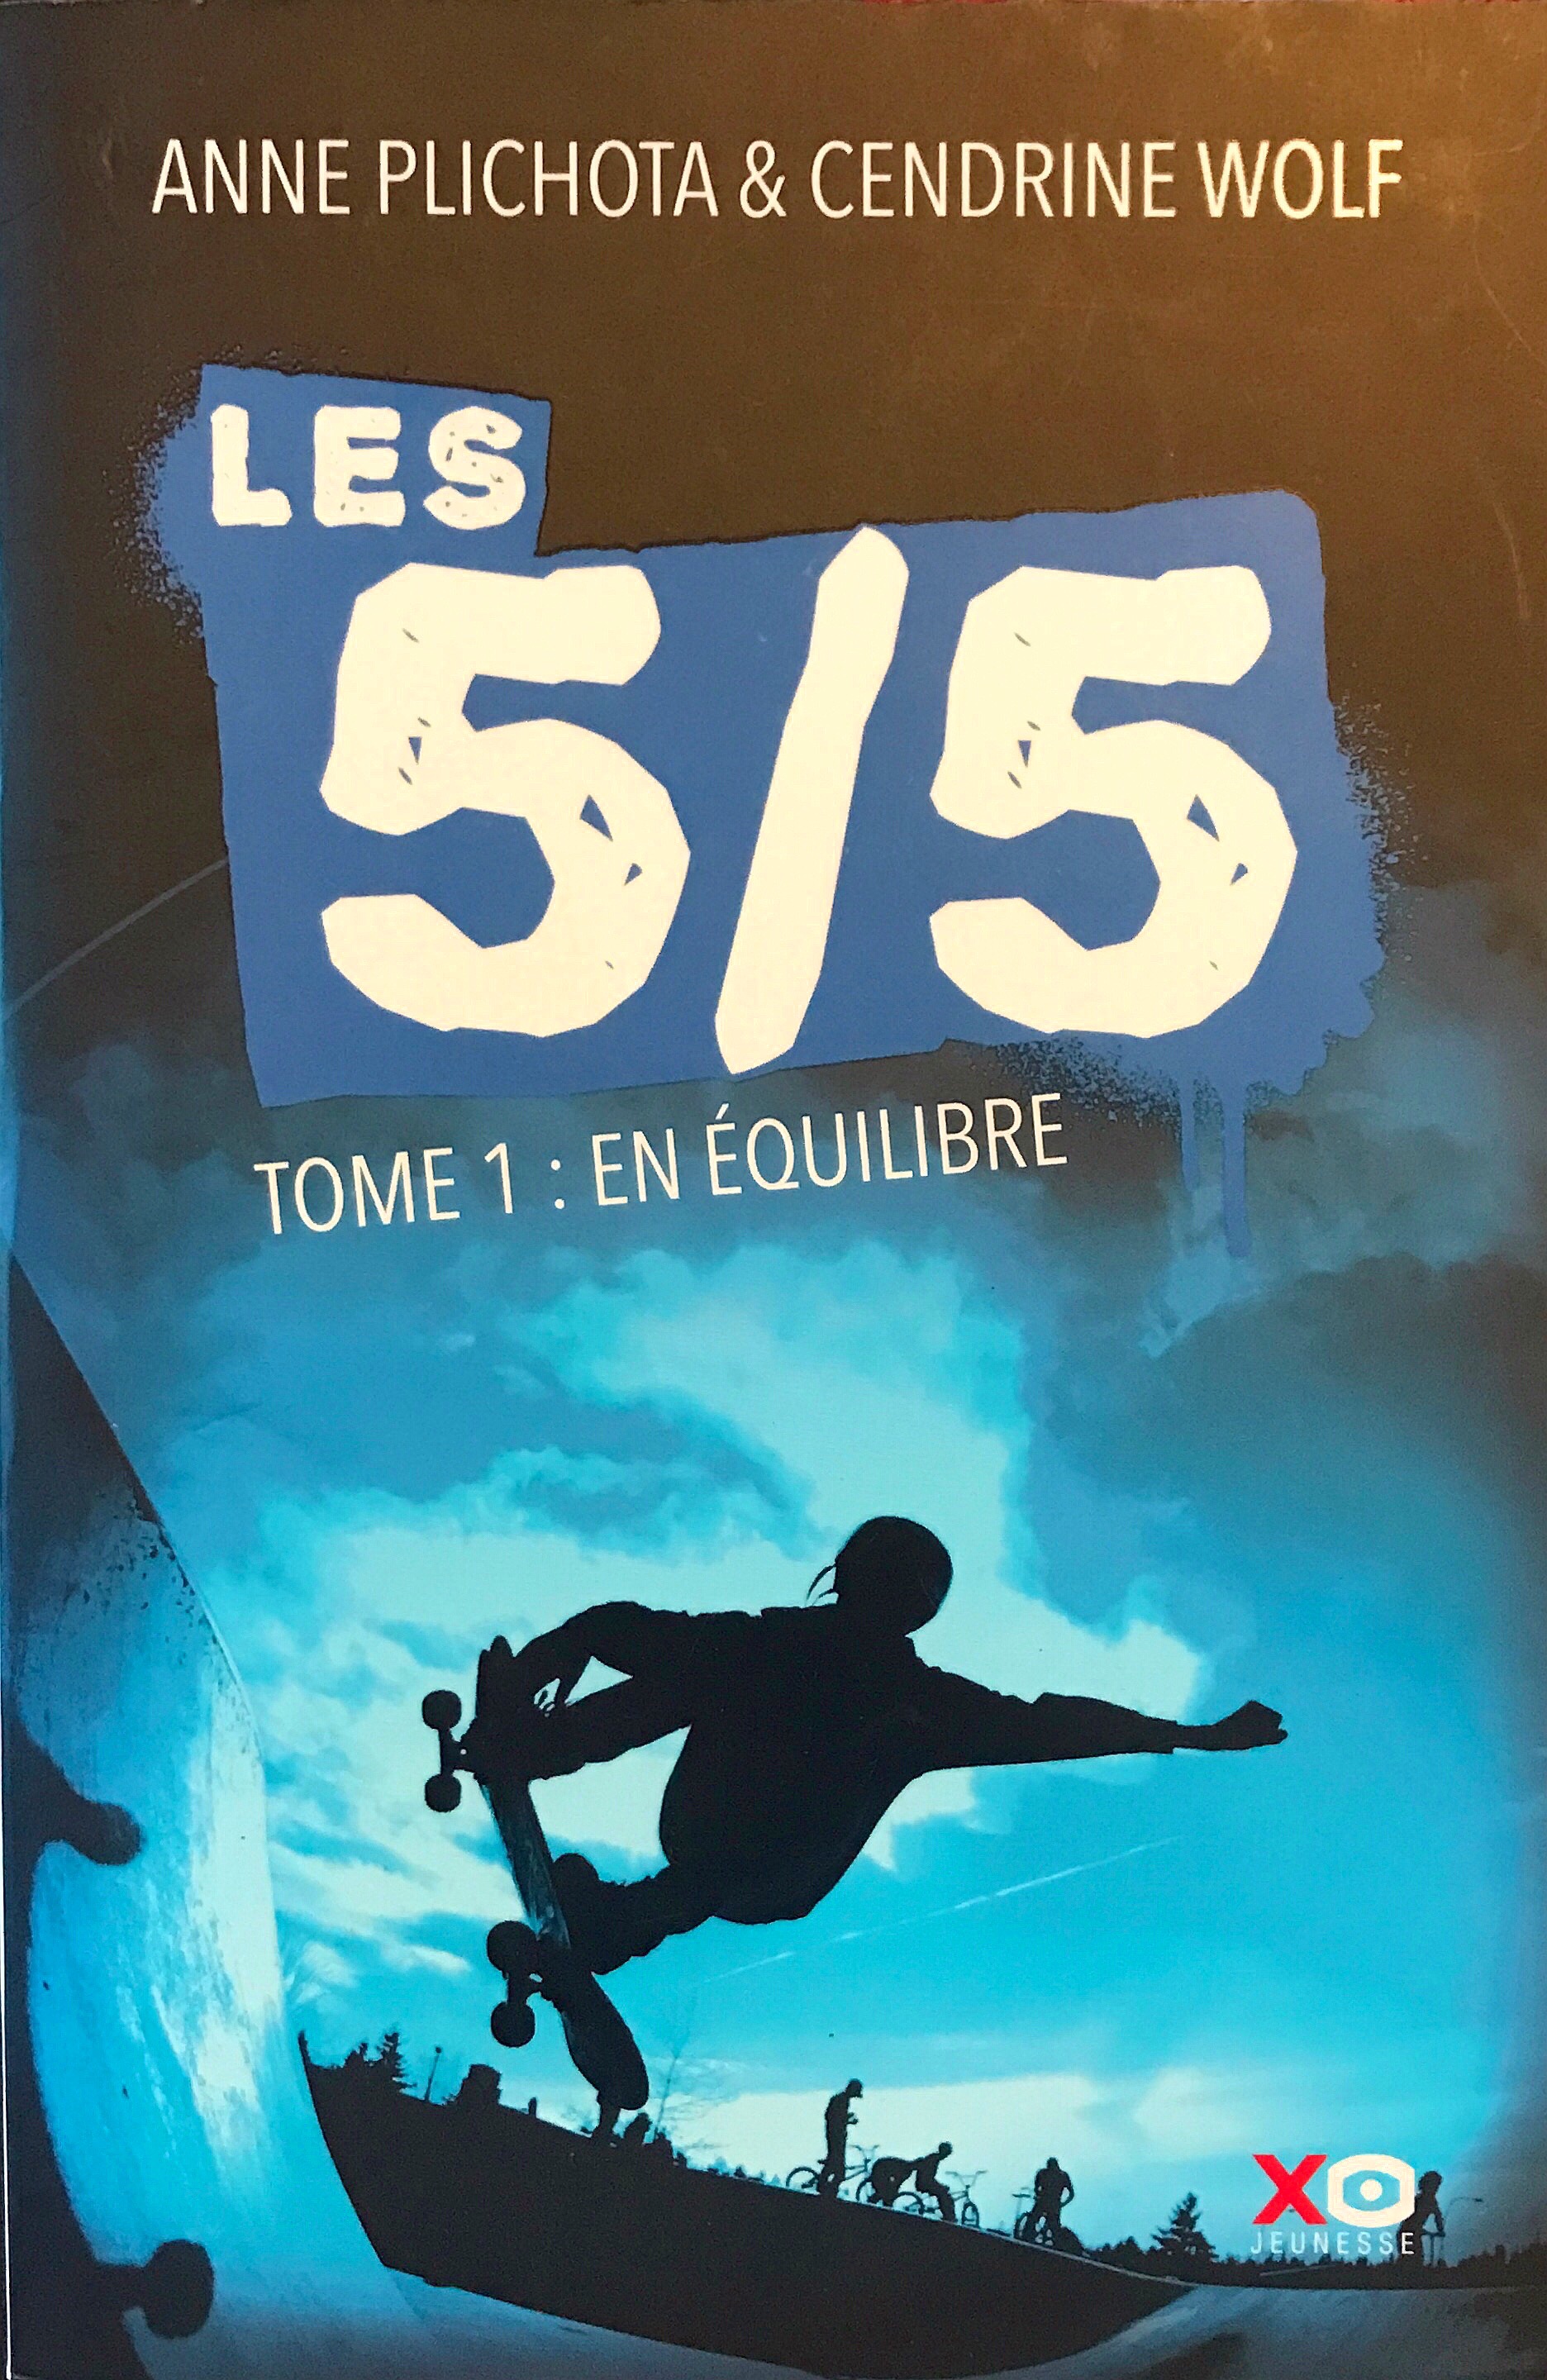 ANNE PLICHOTA & CENDRINE WOLF
LES
5/5
TOME 1 : EN ÉQUILIBRE
XO
JEUNESSE